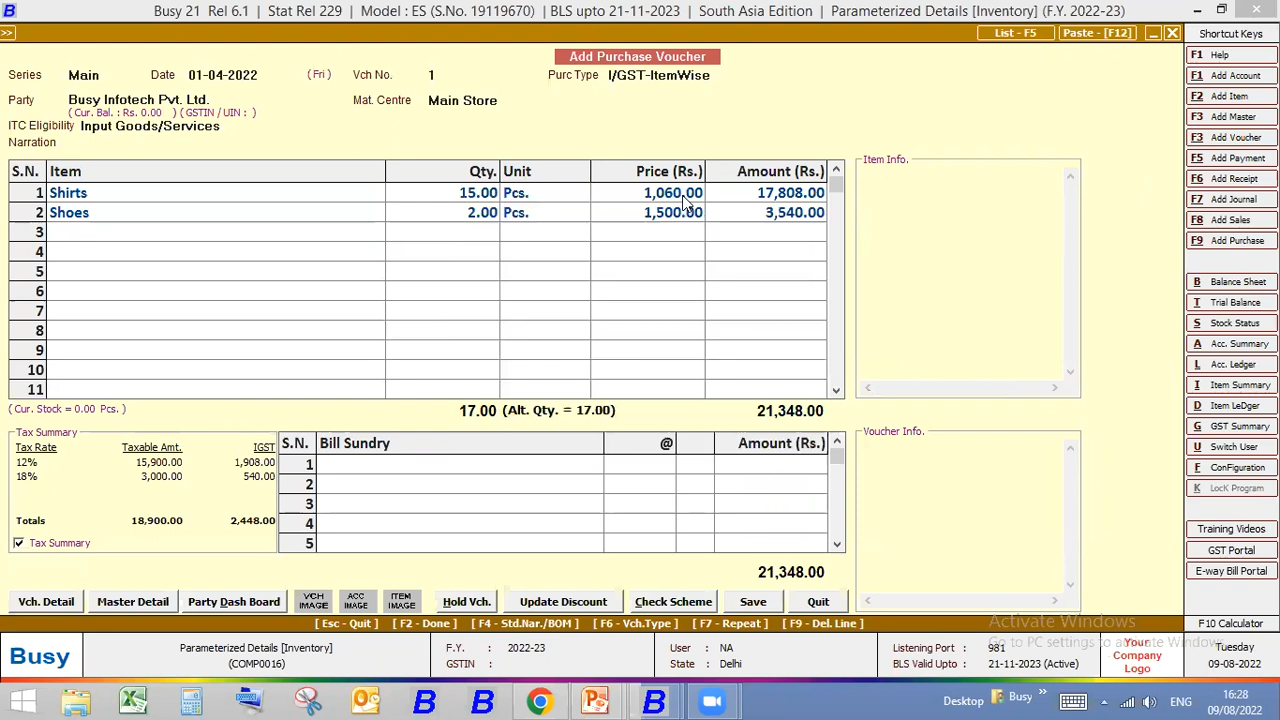 Busy 21 Rel 6.1 | Stat Rel 229 | Model : ES (S.No. 19119670) | BLS upto 21-11-2023 | South Asia Edition | Parameterized Details [Inventory] (F.Y. 2022-23)
>> List - F5 Paste - [F12] Shortcut Keys
Add Purchase Voucher
Series Main Date 01-04-2022 (Fri) Vch No. 1 Purc Type I/GST-ItemWise
Party Busy Infotech Pvt. Ltd. Mat. Centre Main Store
(Cur. Bal. : Rs. 0.00 ) ( GSTIN / UIN : )
ITC Eligibility Input Goods/Services
Narration
S.N. Item Qty. Unit Price (Rs.) Amount (Rs.)
1 Shirts 15.00 Pcs. 1,060.00 17,808.00
2 Shoes 2.00 Pcs. 1,500.00 3,540.00
3
4
5
6
7
8
9
10
11
( Cur. Stock = 0.00 Pcs. ) 17.00 (Alt. Qty. = 17.00) 21,348.00
Item Info.
Tax Summary
Tax Rate Taxable Amt. IGST
12% 15,900.00 1,908.00
18% 3,000.00 540.00
Totals 18,900.00 2,448.00
Tax Summary
S.N. Bill Sundry @ Amount (Rs.)
1
2
3
4
5
21,348.00
Voucher Info.
Vch. Detail Master Detail Party Dash Board VCH IMAGE ACC IMAGE ITEM IMAGE Hold Vch. Update Discount Check Scheme Save Quit
[ Esc - Quit ] [ F2 - Done ] [ F4 - Std.Nar./BOM ] [ F6 - Vch.Type ] [ F7 - Repeat ] [ F9 - Del. Line ]
F1 Help
F1 Add Account
F2 Add Item
F3 Add Master
F3 Add Voucher
F5 Add Payment
F6 Add Receipt
F7 Add Journal
F8 Add Sales
F9 Add Purchase
B Balance Sheet
T Trial Balance
S Stock Status
A Acc. Summary
L Acc. Ledger
I Item Summary
D Item LeDger
G GST Summary
U Switch User
F ConFiguration
K LocK Program
Training Videos
GST Portal
E-way Bill Portal
F10 Calculator
Activate Windows
Go to PC settings to activate Windows.
Busy
Parameterized Details [Inventory]
(COMP0016)
F.Y. : 2022-23
GSTIN :
User : NA
State : Delhi
Listening Port : 981
BLS Valid Upto : 21-11-2023 (Active)
Your
Company
Logo
Tuesday
09-08-2022
Desktop Busy ENG 16:28
09/08/2022